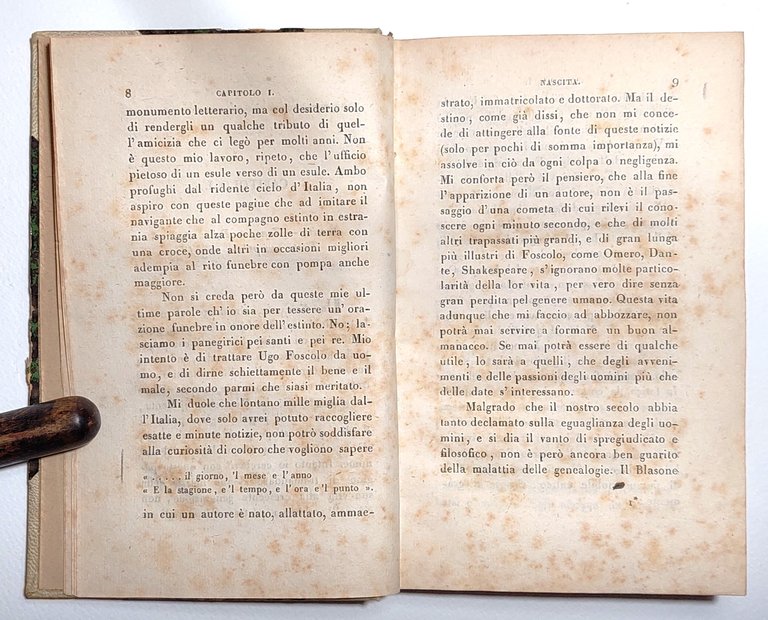 8
CAPITOLO I.
monumento letterario, ma col desiderio solo
di rendergli un qualche tributo di quel-
l'amicizia che ci legò per molti anni. Non
è questo mio lavoro, ripeto, che l'uffizio
pietoso di un esule verso di un esule. Ambo
profughi dal ridente cielo d'Italia, non
aspiro con queste pagine che ad imitare il
navigante che al compagno estinto in estra-
nia spiaggia alza poche zolle di terra con
una croce, onde altri in occasioni migliori
adempia al rito funebre con pompa anche
maggiore.
Non si creda però da queste mie ul-
time parole ch'io sia per tessere un'ora-
zione funebre in onore dell'estinto. No; la-
sciamo i panegirici pei santi e pei re. Mio
intento è di trattare Ugo Foscolo da uo-
mo, e di dirne schiettamente il bene e il
male, secondo parmi che siasi meritato.
Mi duole che lontano mille miglia dal-
l'Italia, dove solo avrei potuto raccogliere
esatte e minute notizie, non potrò soddisfare
alla curiosità di coloro che vogliono sapere
« ..... il giorno, 'l mese e l'anno
« E la stagione, e'l tempo, e l'ora e'l punto ».
in cui un autore è nato, allattato, ammae-
NASCITA.
9
strato, immatricolato e dottorato. Ma il de-
stino, come già dissi, che non mi conce-
de di attingere alla fonte di queste notizie
(solo per pochi di somma importanza), mi
assolve in ciò da ogni colpa o negligenza.
Mi conforta però il pensiero, che alla fine
l'apparizione di un autore, non è il pas-
saggio d'una cometa di cui rilevi il cono-
scere ogni minuto secondo, e che di molti
altri trapassati più grandi, e di gran lunga
più illustri di Foscolo, come Omero, Dan-
te, Shakespeare, s'ignorano molte partico-
larità della lor vita, per vero dire senza
gran perdita pel genere umano. Questa vita
adunque che mi faccio ad abbozzare, non
potrà mai servire a formare un buon al-
manacco. Se mai potrà essere di qualche
utile, lo sarà a quelli, che degli avveni-
menti e delle passioni degli uomini più che
delle date s'interessano.
Malgrado che il nostro secolo abbia
tanto declamato sulla eguaglianza degli uo-
mini, e si dia il vanto di spregiudicato e
filosofico, non è però ancora ben guarito
della malattia delle genealogie. Il Blasone
1*